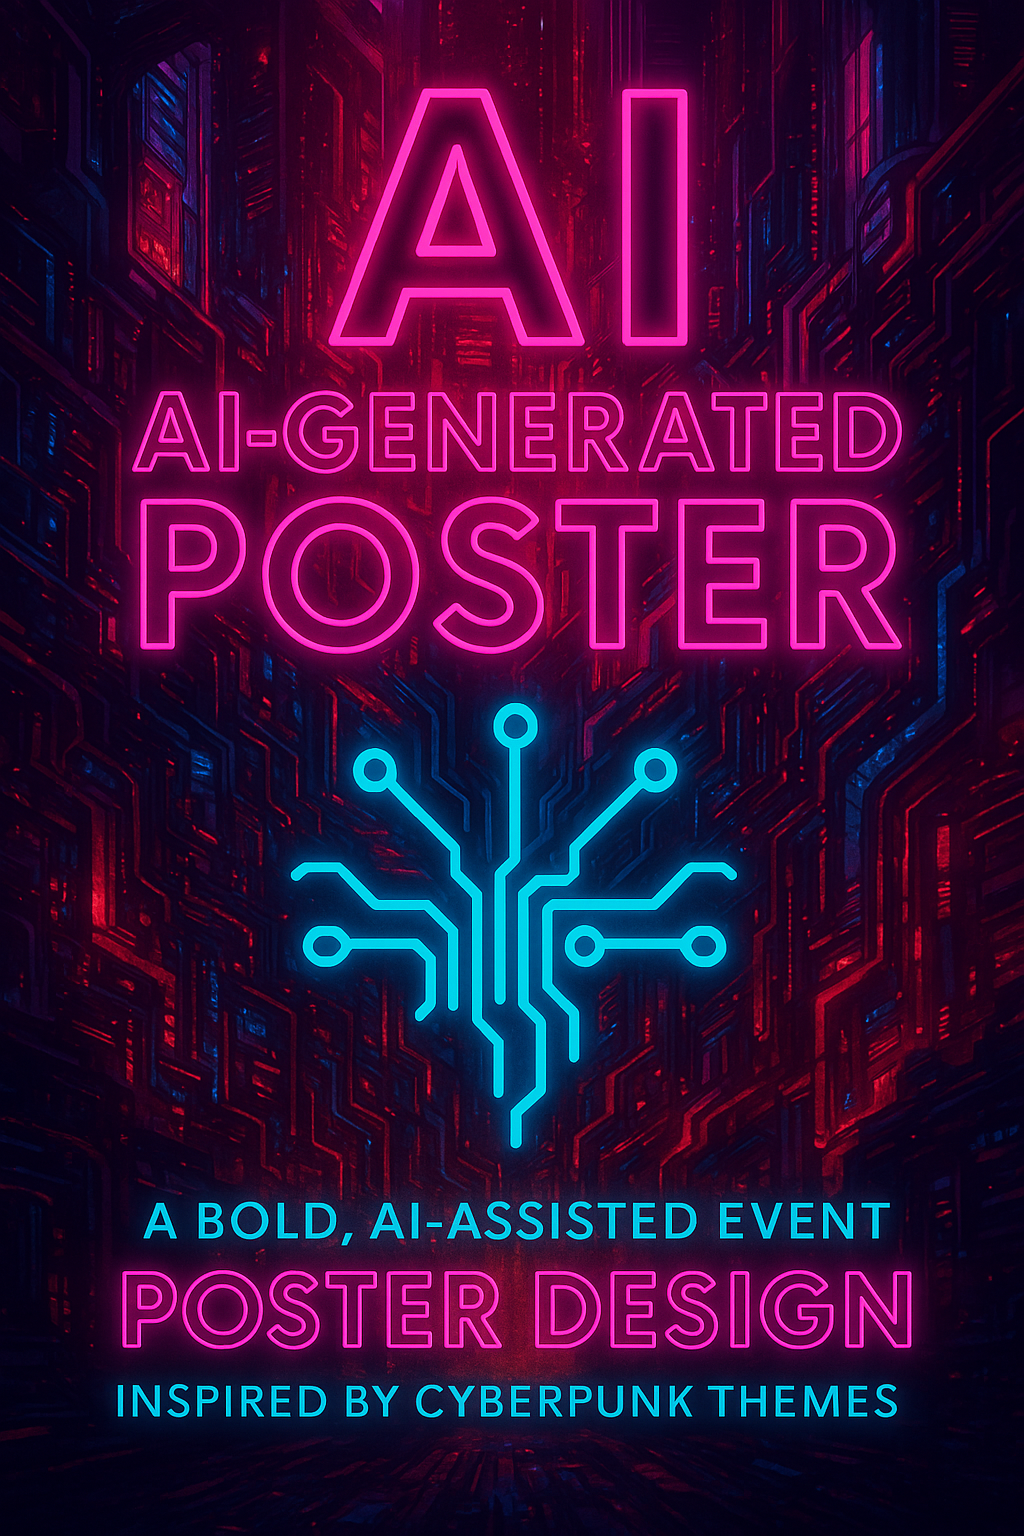 AI
AI-GENERATED
POSTER
A BOLD, AI-ASSISTED EVENT
POSTER DESIGN
INSPIRED BY CYBERPUNK THEMES